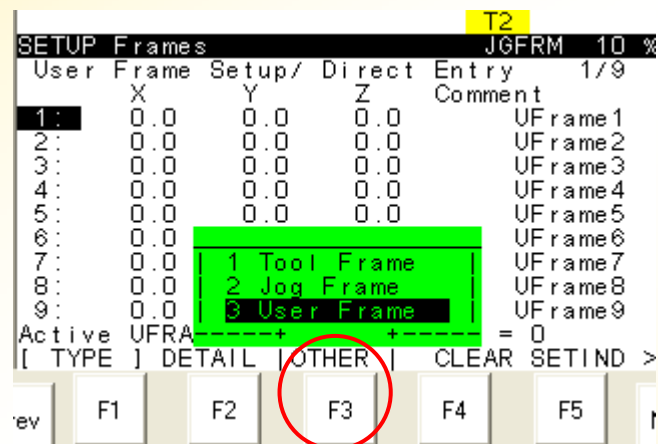 T2
SETUP Frames JGFRM 10 %
User Frame Setup/ Direct Entry 1/9
X Y Z Comment
1: 0.0 0.0 0.0 UFrame1
2: 0.0 0.0 0.0 UFrame2
3: 0.0 0.0 0.0 UFrame3
4: 0.0 0.0 0.0 UFrame4
5: 0.0 0.0 0.0 UFrame5
6: 0.0 UFrame6
7: 0.0 | 1 Tool Frame | UFrame7
8: 0.0 | 2 Jog Frame | UFrame8
9: 0.0 | 3 User Frame | UFrame9
Active UFRA-----+ +----- = 0
[ TYPE ] DETAIL |OTHER | CLEAR SETIND >
ev F1 F2 F3 F4 F5